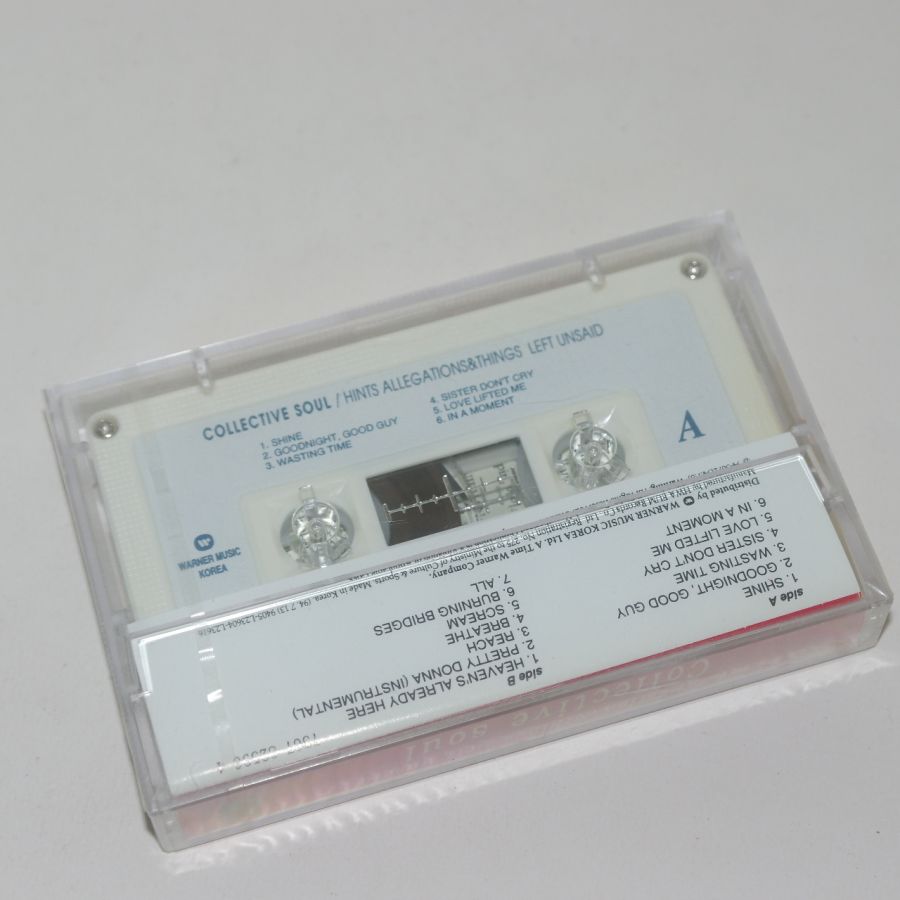 COLLECTIVE SOUL / HINTS ALLEGATIONS&THINGS LEFT UNSAID
1. SHINE
2. GOODNIGHT, GOOD GUY
3. WASTING TIME
4. SISTER DON'T CRY
5. LOVE LIFTED ME
6. IN A MOMENT
A
WARNER MUSIC
KOREA
side A
1. SHINE
2. GOODNIGHT, GOOD GUY
3. WASTING TIME
4. SISTER DON'T CRY
5. LOVE LIFTED ME
6. IN A MOMENT
side B
1. HEAVEN'S ALREADY HERE
2. PRETTY DONNA (INSTRUMENTAL)
3. REACH
4. BREATHE
5. SCREAM
6. BURNING BRIDGES
7. ALL
Distributed by WARNER MUSIC KOREA Ltd. A Time Warner Company.
Collective Soul